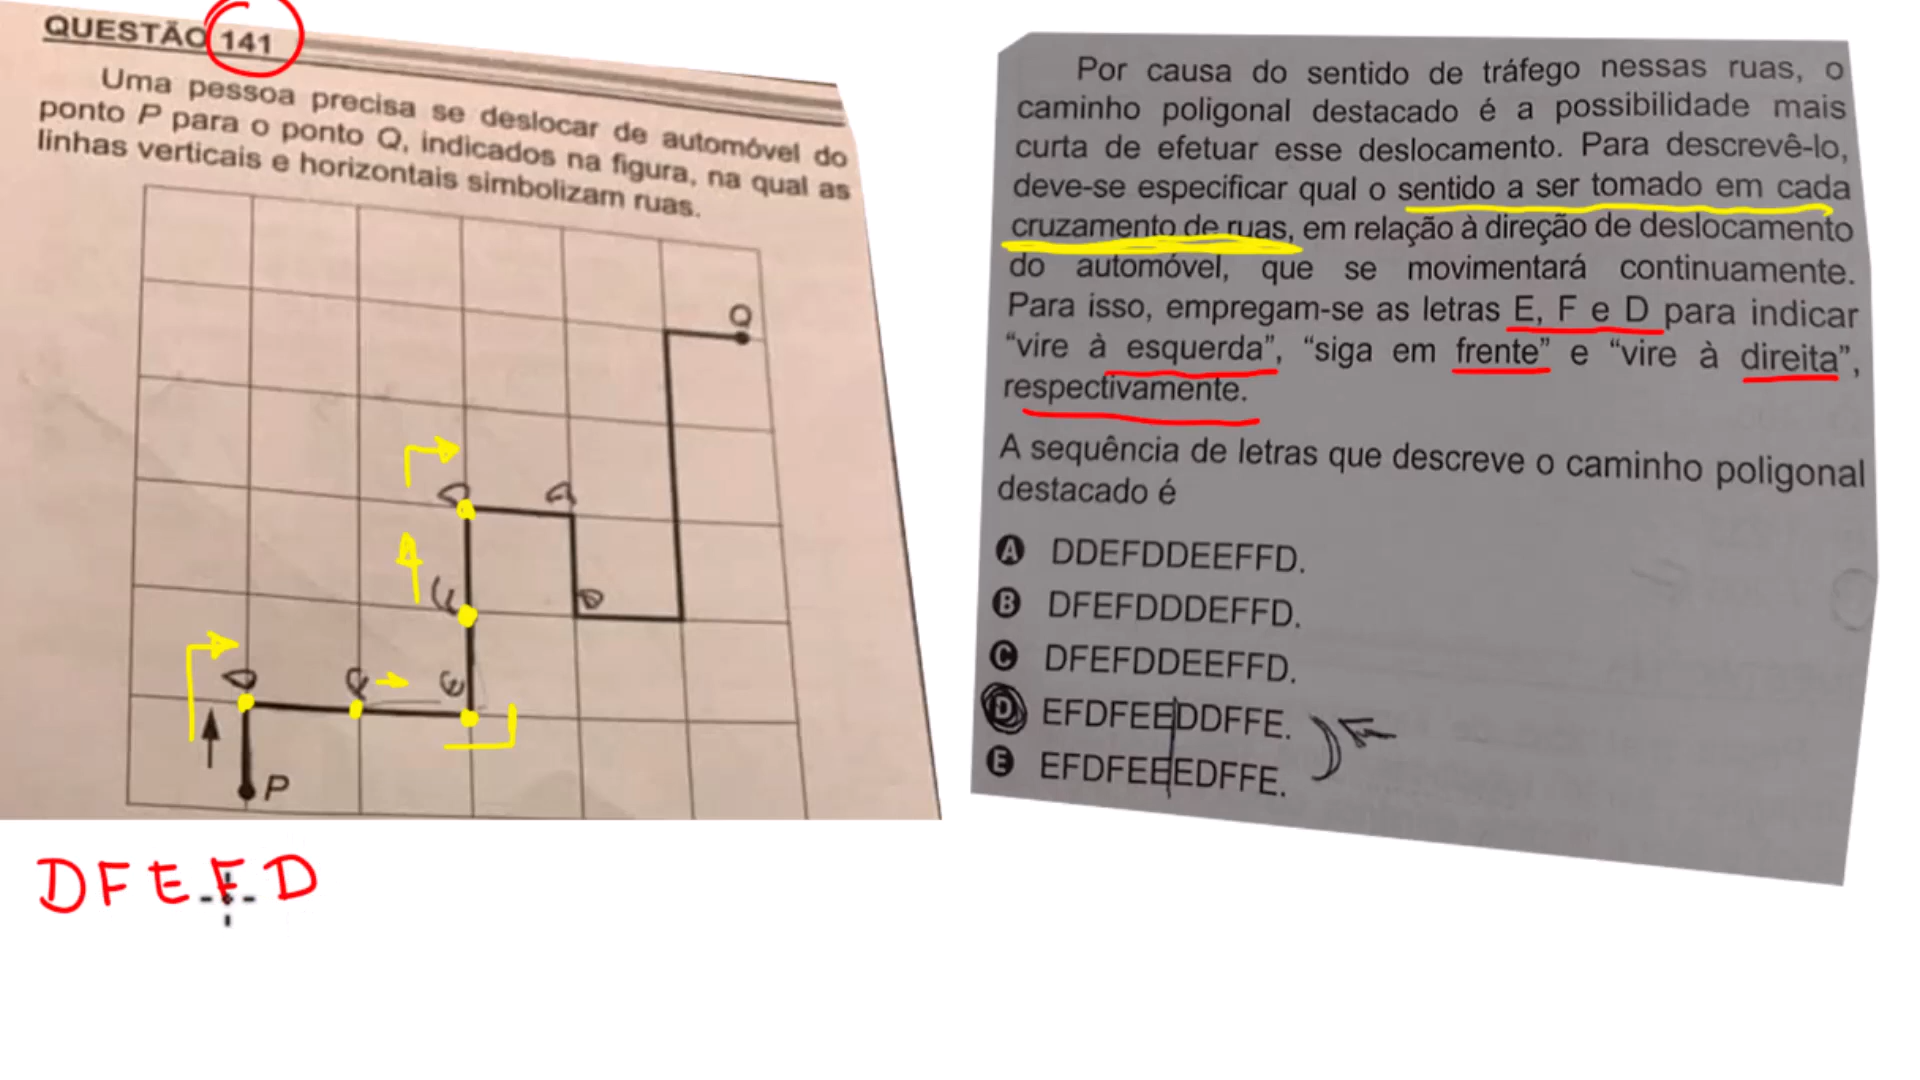 QUESTÃO 141
Uma pessoa precisa se deslocar de automóvel do
ponto P para o ponto Q, indicados na figura, na qual as
linhas verticais e horizontais simbolizam ruas.
Q
P
D F E F D
Por causa do sentido de tráfego nessas ruas, o
caminho poligonal destacado é a possibilidade mais
curta de efetuar esse deslocamento. Para descrevê-lo,
deve-se especificar qual o sentido a ser tomado em cada
cruzamento de ruas, em relação à direção de deslocamento
do automóvel, que se movimentará continuamente.
Para isso, empregam-se as letras E, F e D para indicar
“vire à esquerda”, “siga em frente” e “vire à direita”,
respectivamente.
A sequência de letras que descreve o caminho poligonal
destacado é
A DDEFDDEEFFD.
B DFEFDDDEFFD.
C DFEFDDEEFFD.
D EFDFEEDDFFE.
E EFDFEEEDFFE.